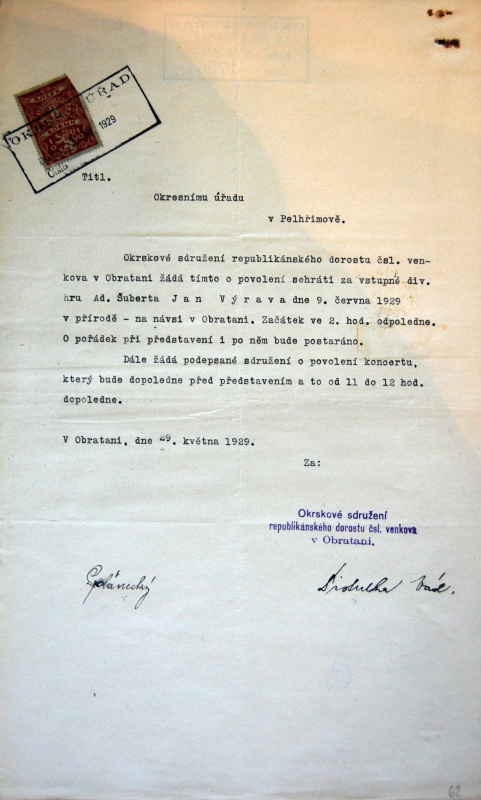 OKR ÚŘAD
1929
Číslo
KOLEK
Titl.
Okresnímu úřadu
v Pelhřimově.
Okrskové sdružení republikánského dorostu čsl. ven-
kova v Obratani žádá tímto o povolení sehráti za vstupné div.
hru Ad. Šuberta Jan Výrava dne 9. června 1929
v přírodě - na návsi v Obratani. Začátek ve 2. hod. odpoledne.
O pořádek při představení i po něm bude postaráno.
Dále žádá podepsané sdružení o povolení koncertu,
který bude dopoledne před představením a to od 11 do 12 hod.
dopoledne.
V Obratani, dne 29. května 1929.
Za:
Okrskové sdružení
republikánského dorostu čsl. venkova
v Obratani.
62